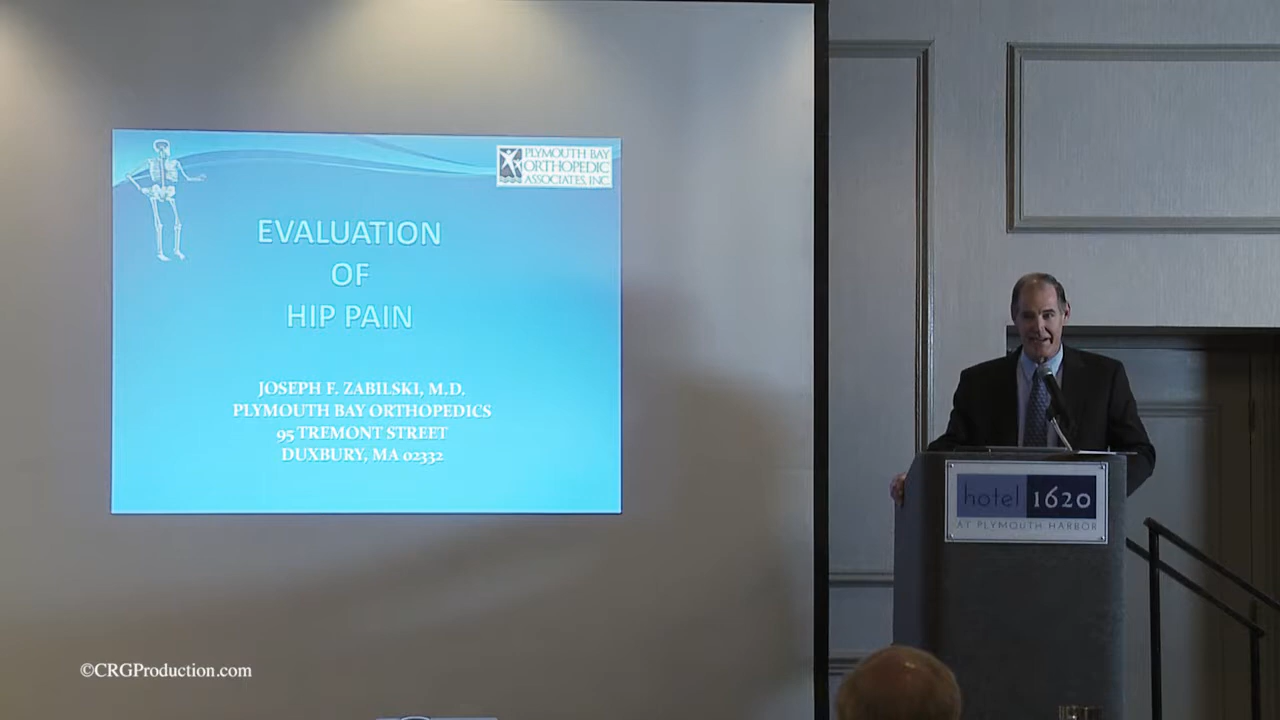 PLYMOUTH BAY
ORTHOPEDIC
ASSOCIATES, INC.
EVALUATION
OF
HIP PAIN
JOSEPH F. ZABILSKI, M.D.
PLYMOUTH BAY ORTHOPEDICS
95 TREMONT STREET
DUXBURY, MA 02332
hotel 1620
AT PLYMOUTH HARBOR
©CRGProduction.com